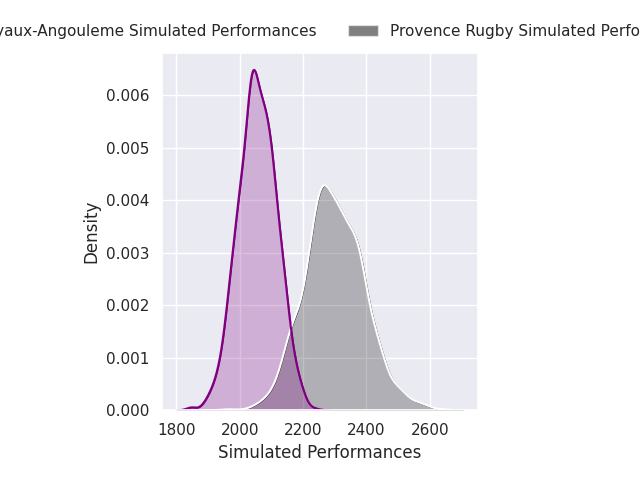 yaux-Angouleme Simulated Performances
Provence Rugby Simulated Perfo
Density
0.006
0.005
0.004
0.003
0.002
0.001
0.000
1800 2000 2200 2400 2600
Simulated Performances